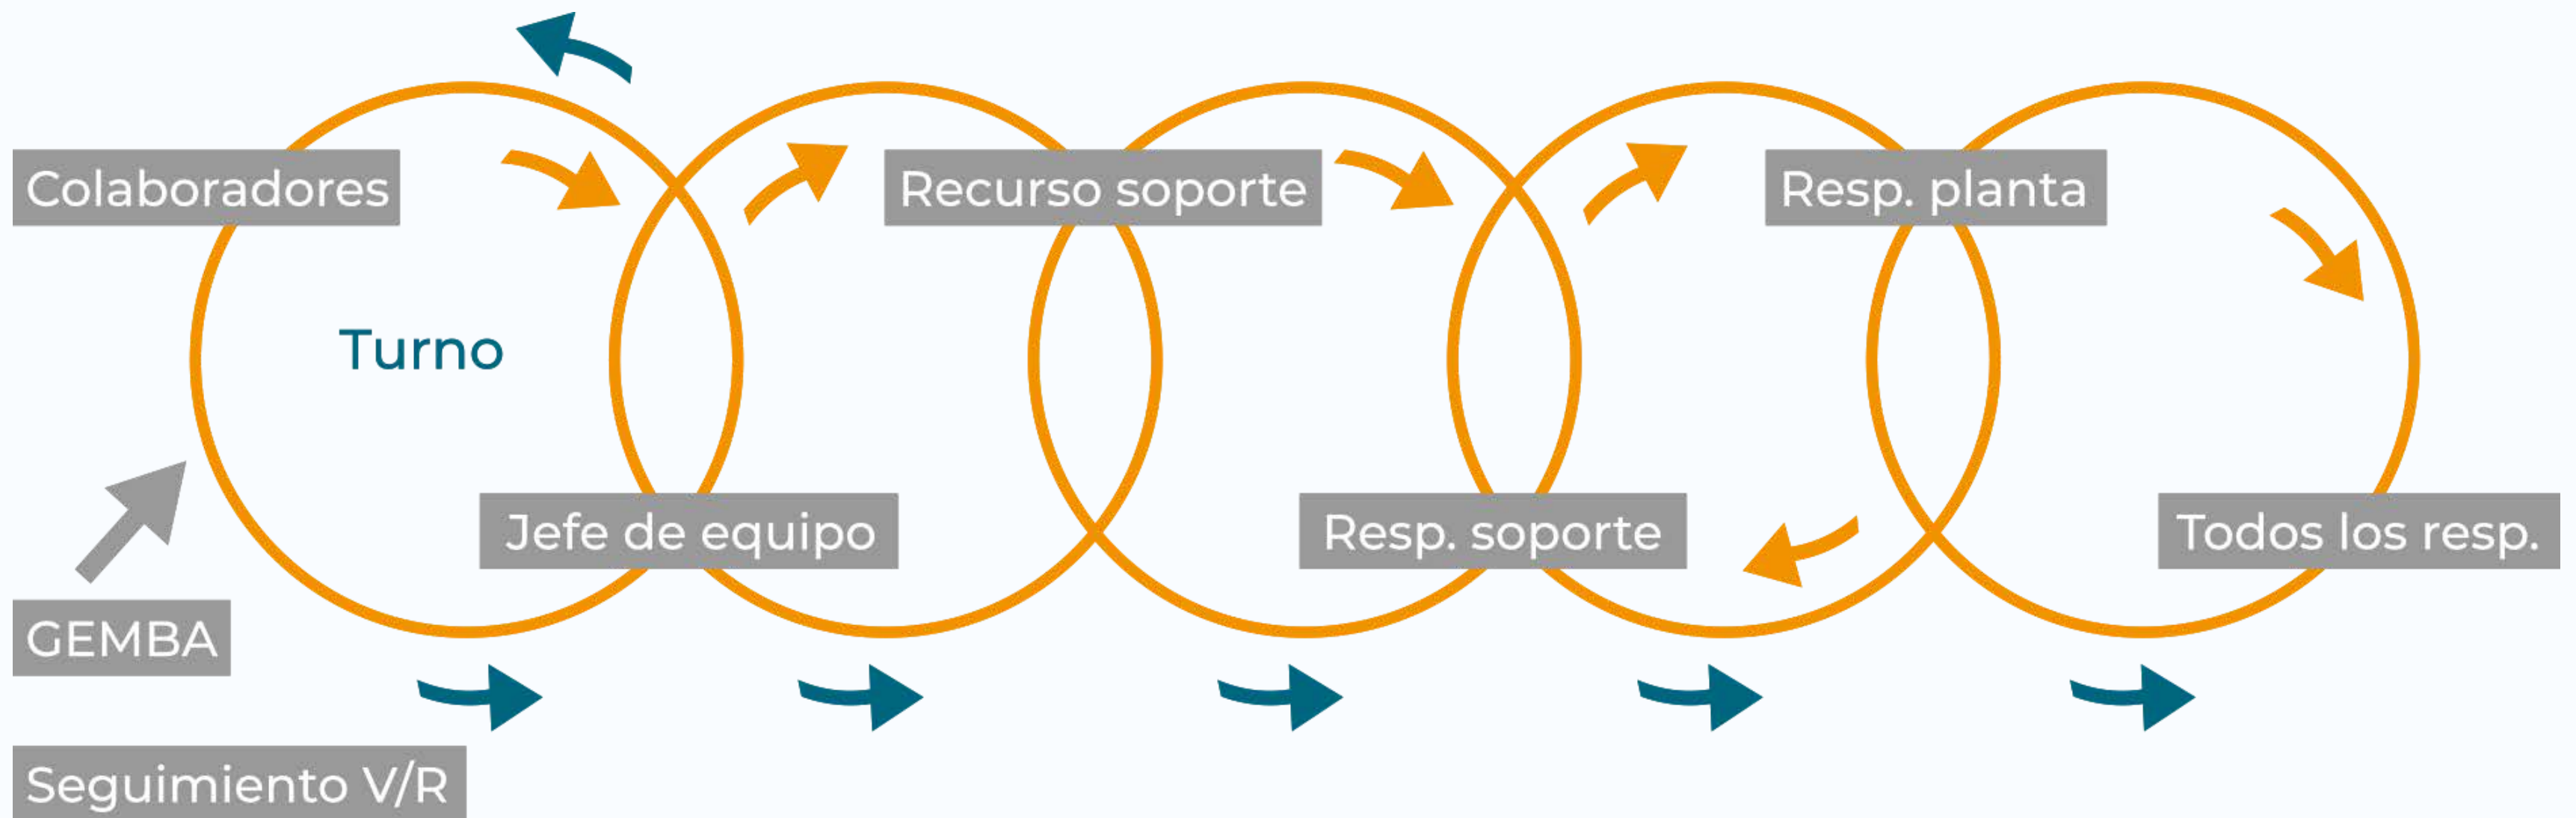 Colaboradores
Recurso soporte
Resp. planta
Turno
Jefe de equipo
Resp. soporte
Todos los resp.
GEMBA
Seguimiento V/R